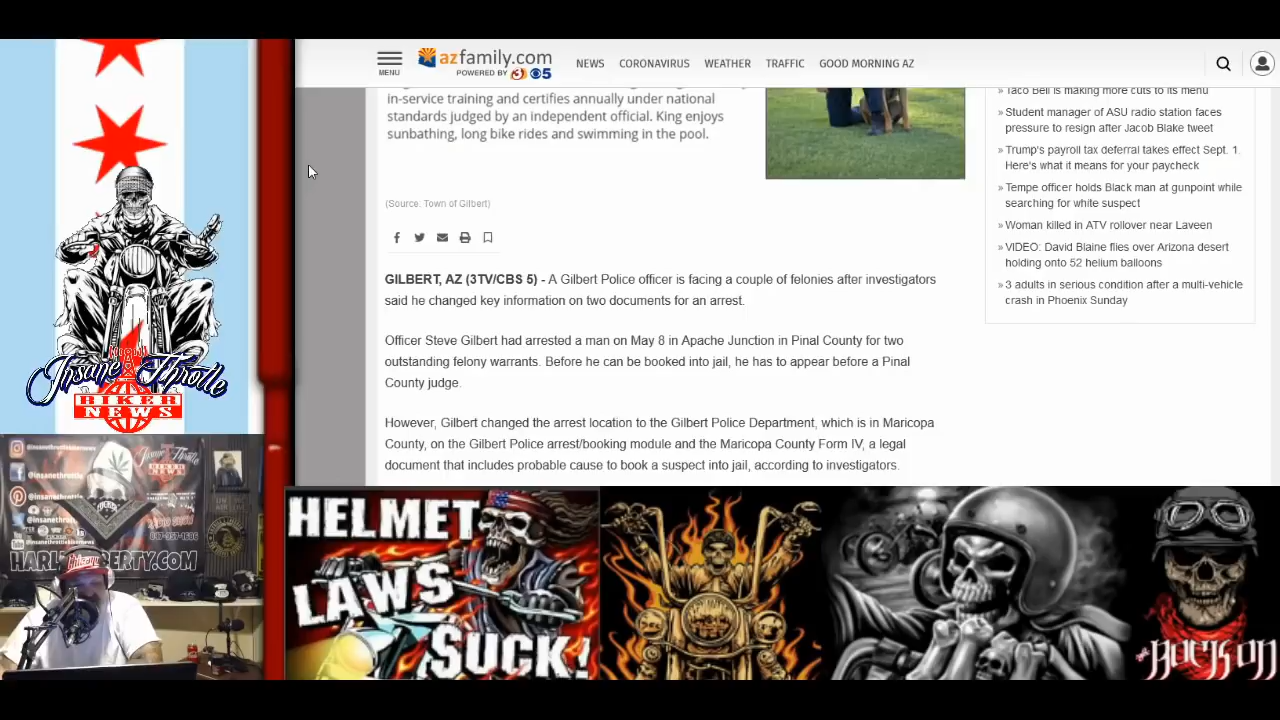 MENU
azfamily.com
POWERED BY 3 CBS 5
NEWS
CORONAVIRUS
WEATHER
TRAFFIC
GOOD MORNING AZ
in-service training and certifies annually under national
standards judged by an independent official. King enjoys
sunbathing, long bike rides and swimming in the pool.
(Source: Town of Gilbert)
GILBERT, AZ (3TV/CBS 5) - A Gilbert Police officer is facing a couple of felonies after investigators
said he changed key information on two documents for an arrest.
Officer Steve Gilbert had arrested a man on May 8 in Apache Junction in Pinal County for two
outstanding felony warrants. Before he can be booked into jail, he has to appear before a Pinal
County judge.
However, Gilbert changed the arrest location to the Gilbert Police Department, which is in Maricopa
County, on the Gilbert Police arrest/booking module and the Maricopa County Form IV, a legal
document that includes probable cause to book a suspect into jail, according to investigators.
» Taco Bell is making more cuts to its menu
» Student manager of ASU radio station faces
pressure to resign after Jacob Blake tweet
» Trump's payroll tax deferral takes effect Sept. 1.
Here's what it means for your paycheck
» Tempe officer holds Black man at gunpoint while
searching for white suspect
» Woman killed in ATV rollover near Laveen
» VIDEO: David Blaine flies over Arizona desert
holding onto 52 helium balloons
» 3 adults in serious condition after a multi-vehicle
crash in Phoenix Sunday
Insane Throttle
BIKER
NEWS
@insanethrottlebikernews
@insanethrottle
HELMET
LAWS
SUCK!